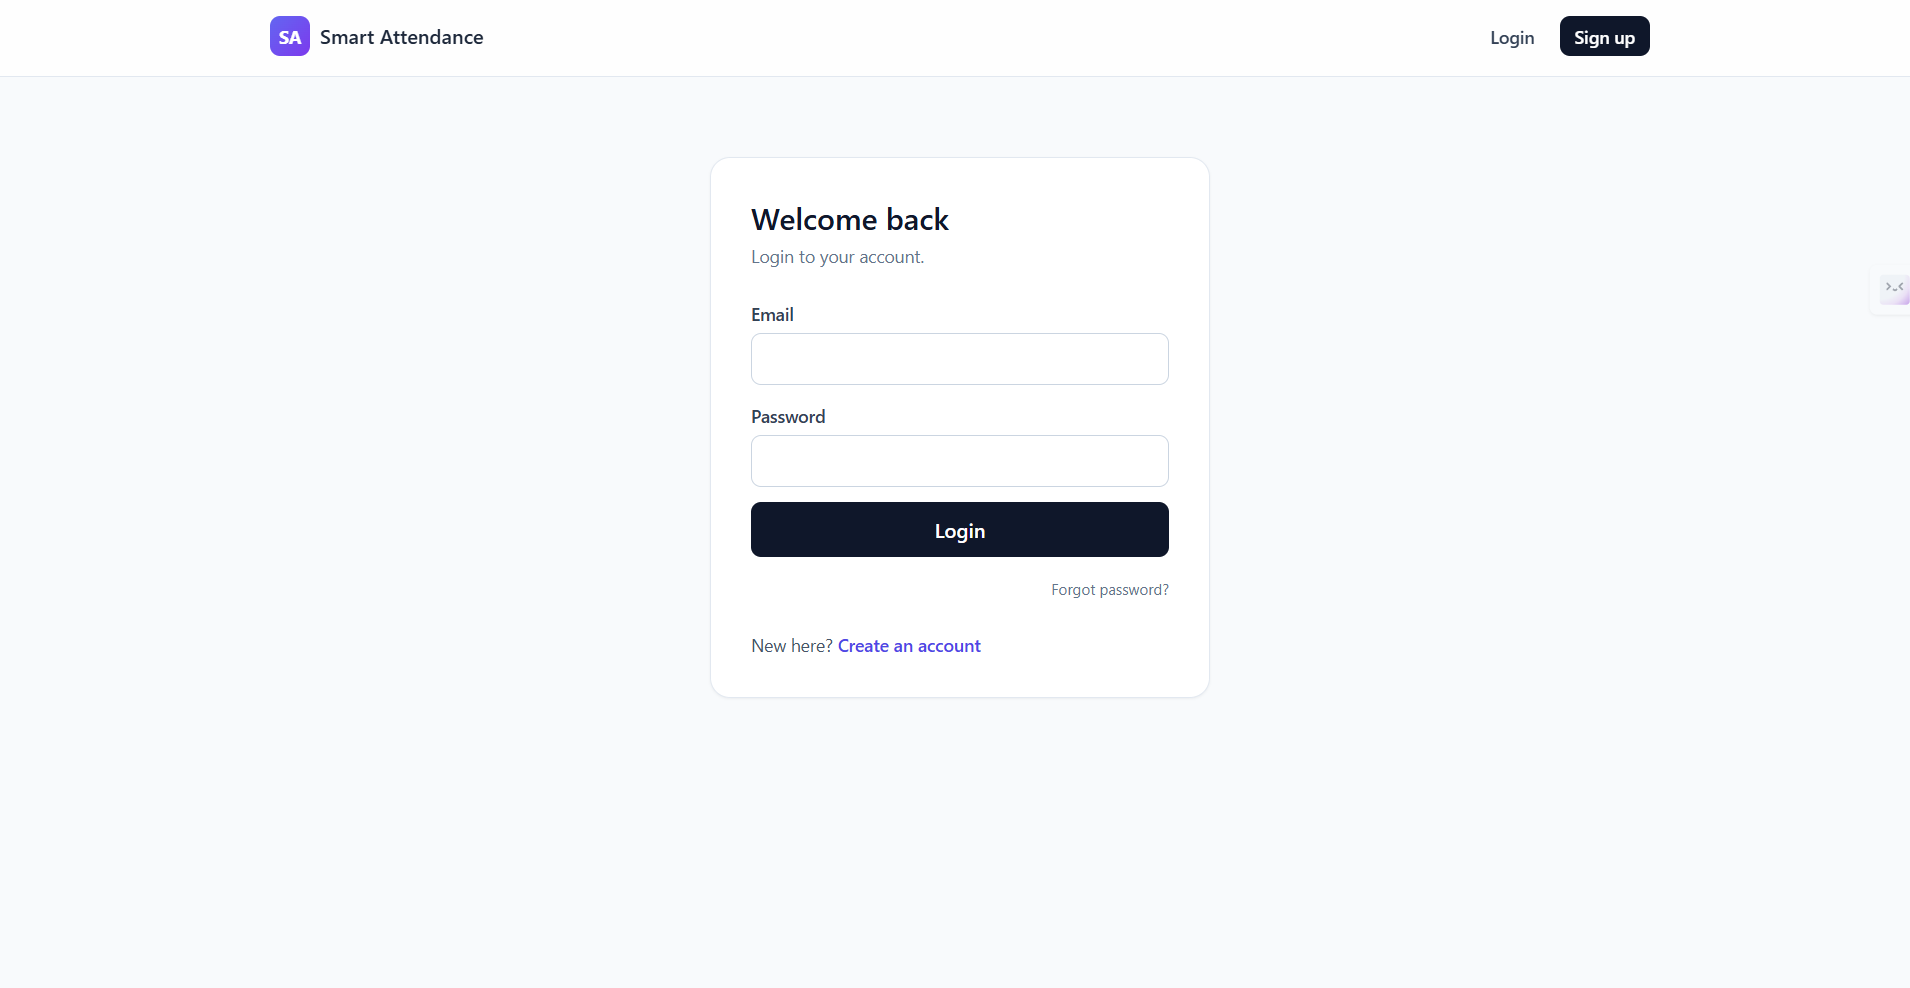 SA Smart Attendance
Login
Sign up
Welcome back
Login to your account.
Email
Password
Login
Forgot password?
New here? Create an account